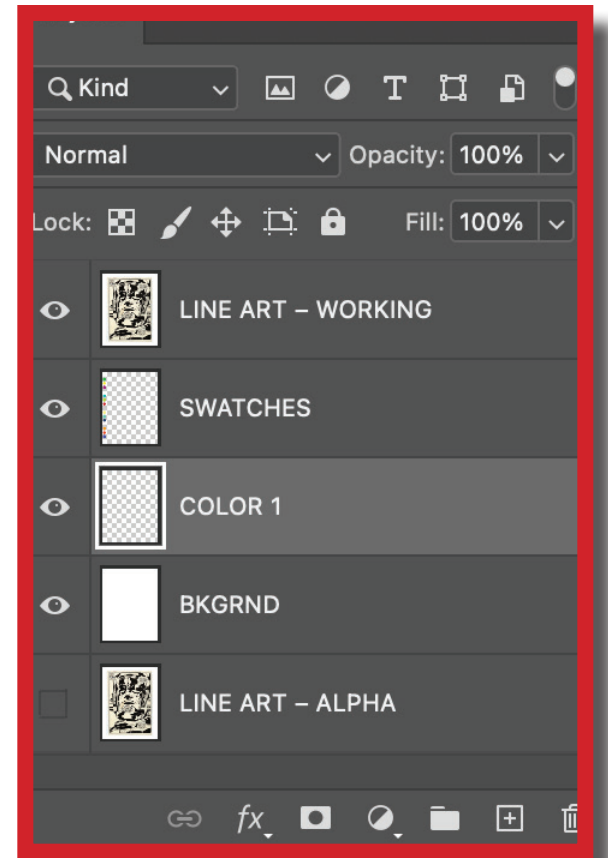 Kind
Normal Opacity: 100%
Lock: Fill: 100%
LINE ART – WORKING
SWATCHES
COLOR 1
BKGRND
LINE ART – ALPHA
fx